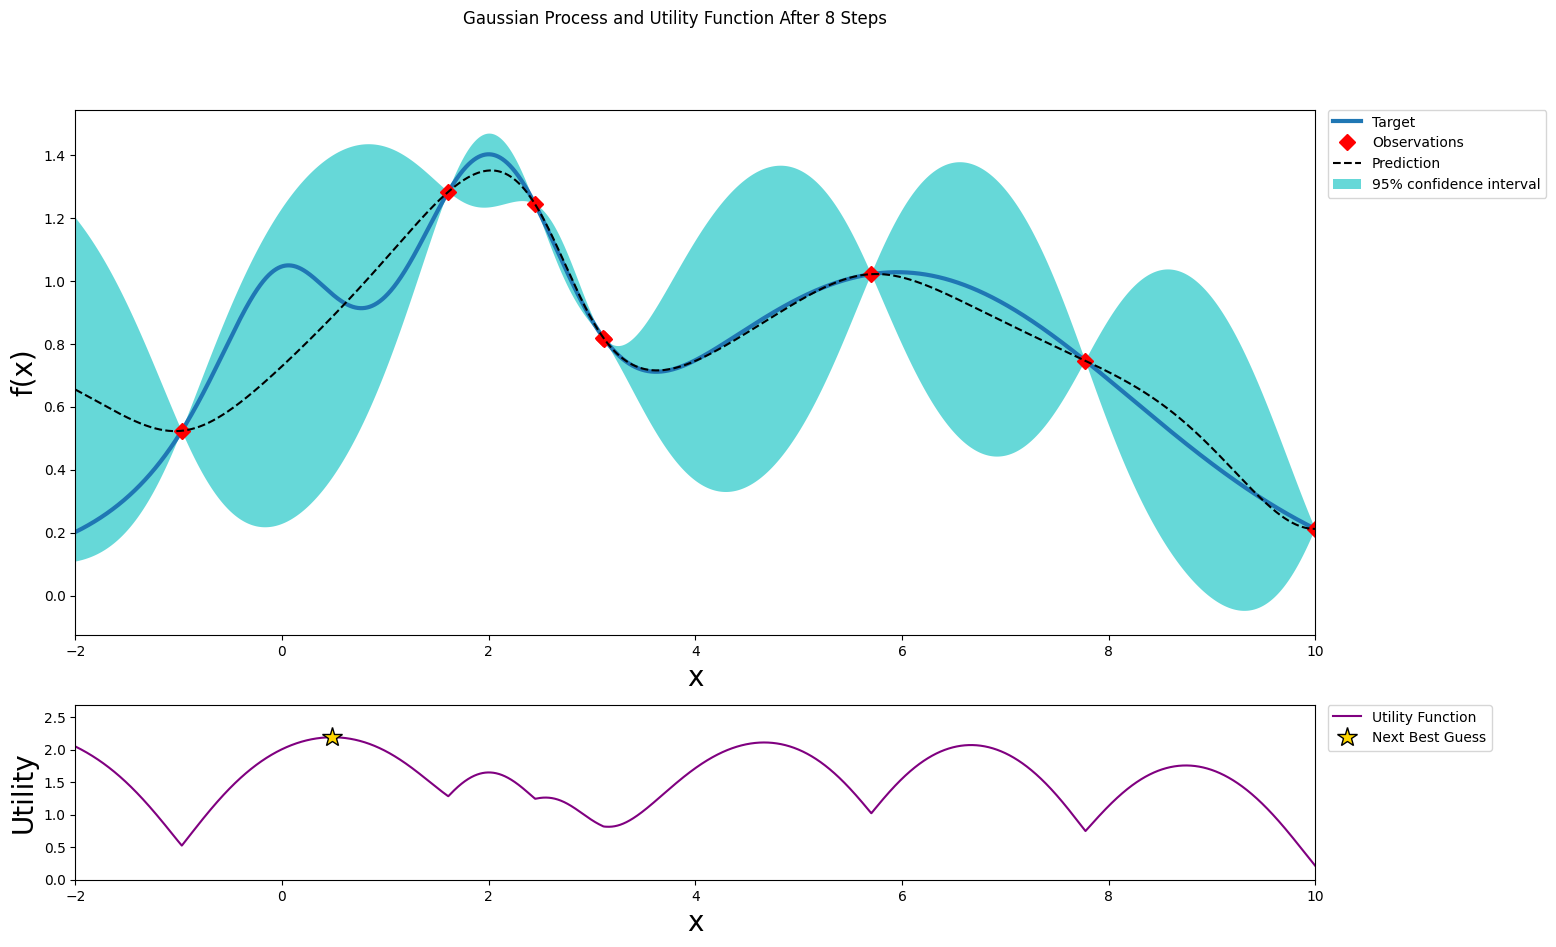 Gaussian Process and Utility Function After 8 Steps
1.4
1.2
1.0
0.8
0.6
0.4
0.2
0.0
f(x)
−2 0 2 4 6 8 10
x
Target
Observations
Prediction
95% confidence interval
2.5
2.0
1.5
1.0
0.5
0.0
Utility
−2 0 2 4 6 8 10
x
Utility Function
Next Best Guess